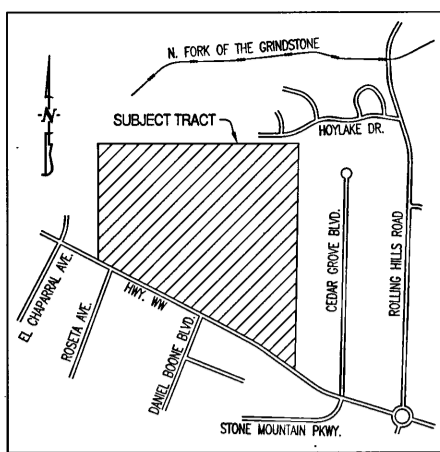 N. FORK OF THE GRINDSTONE
-N-
SUBJECT TRACT
HOYLAKE DR.
CEDAR GROVE BLVD.
ROLLING HILLS ROAD
HWY. WW
EL CHAPARRAL AVE.
ROSETA AVE.
DANIEL BOONE BLVD.
STONE MOUNTAIN PKWY.